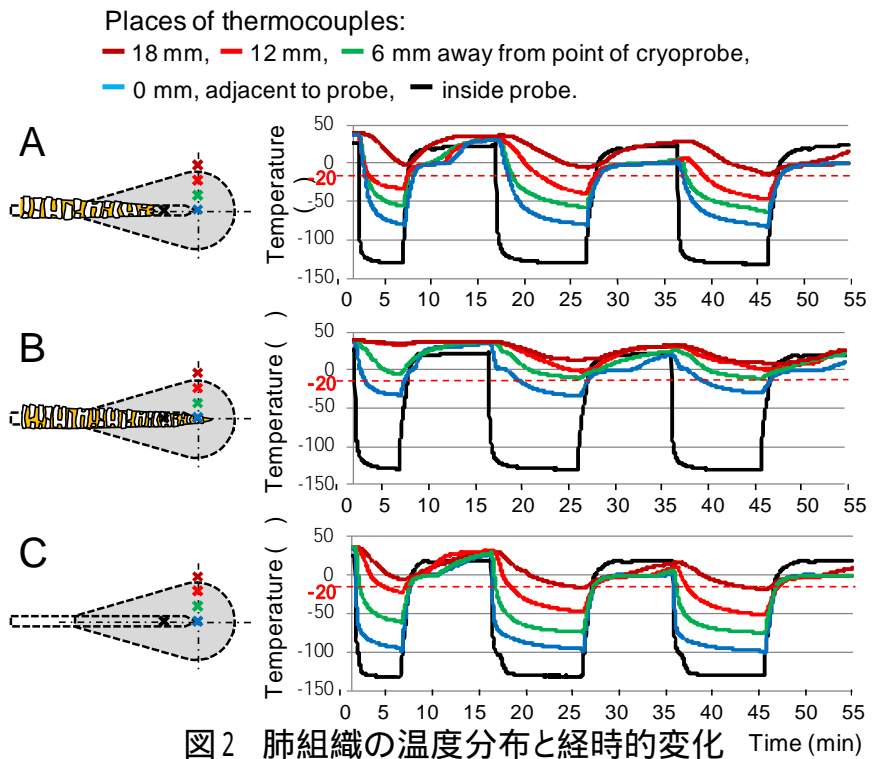 Places of thermocouples:
18 mm, 12 mm, 6 mm away from point of cryoprobe,
0 mm, adjacent to probe, inside probe.
A
Temperature ( )
50
0
-20
-50
-100
-150
0 5 10 15 20 25 30 35 40 45 50 55
B
Temperature ( )
50
0
-20
-50
-100
-150
0 5 10 15 20 25 30 35 40 45 50 55
C
Temperature ( )
50
0
-20
-50
-100
-150
0 5 10 15 20 25 30 35 40 45 50 55
図2 肺組織の温度分布と経時的変化 Time (min)